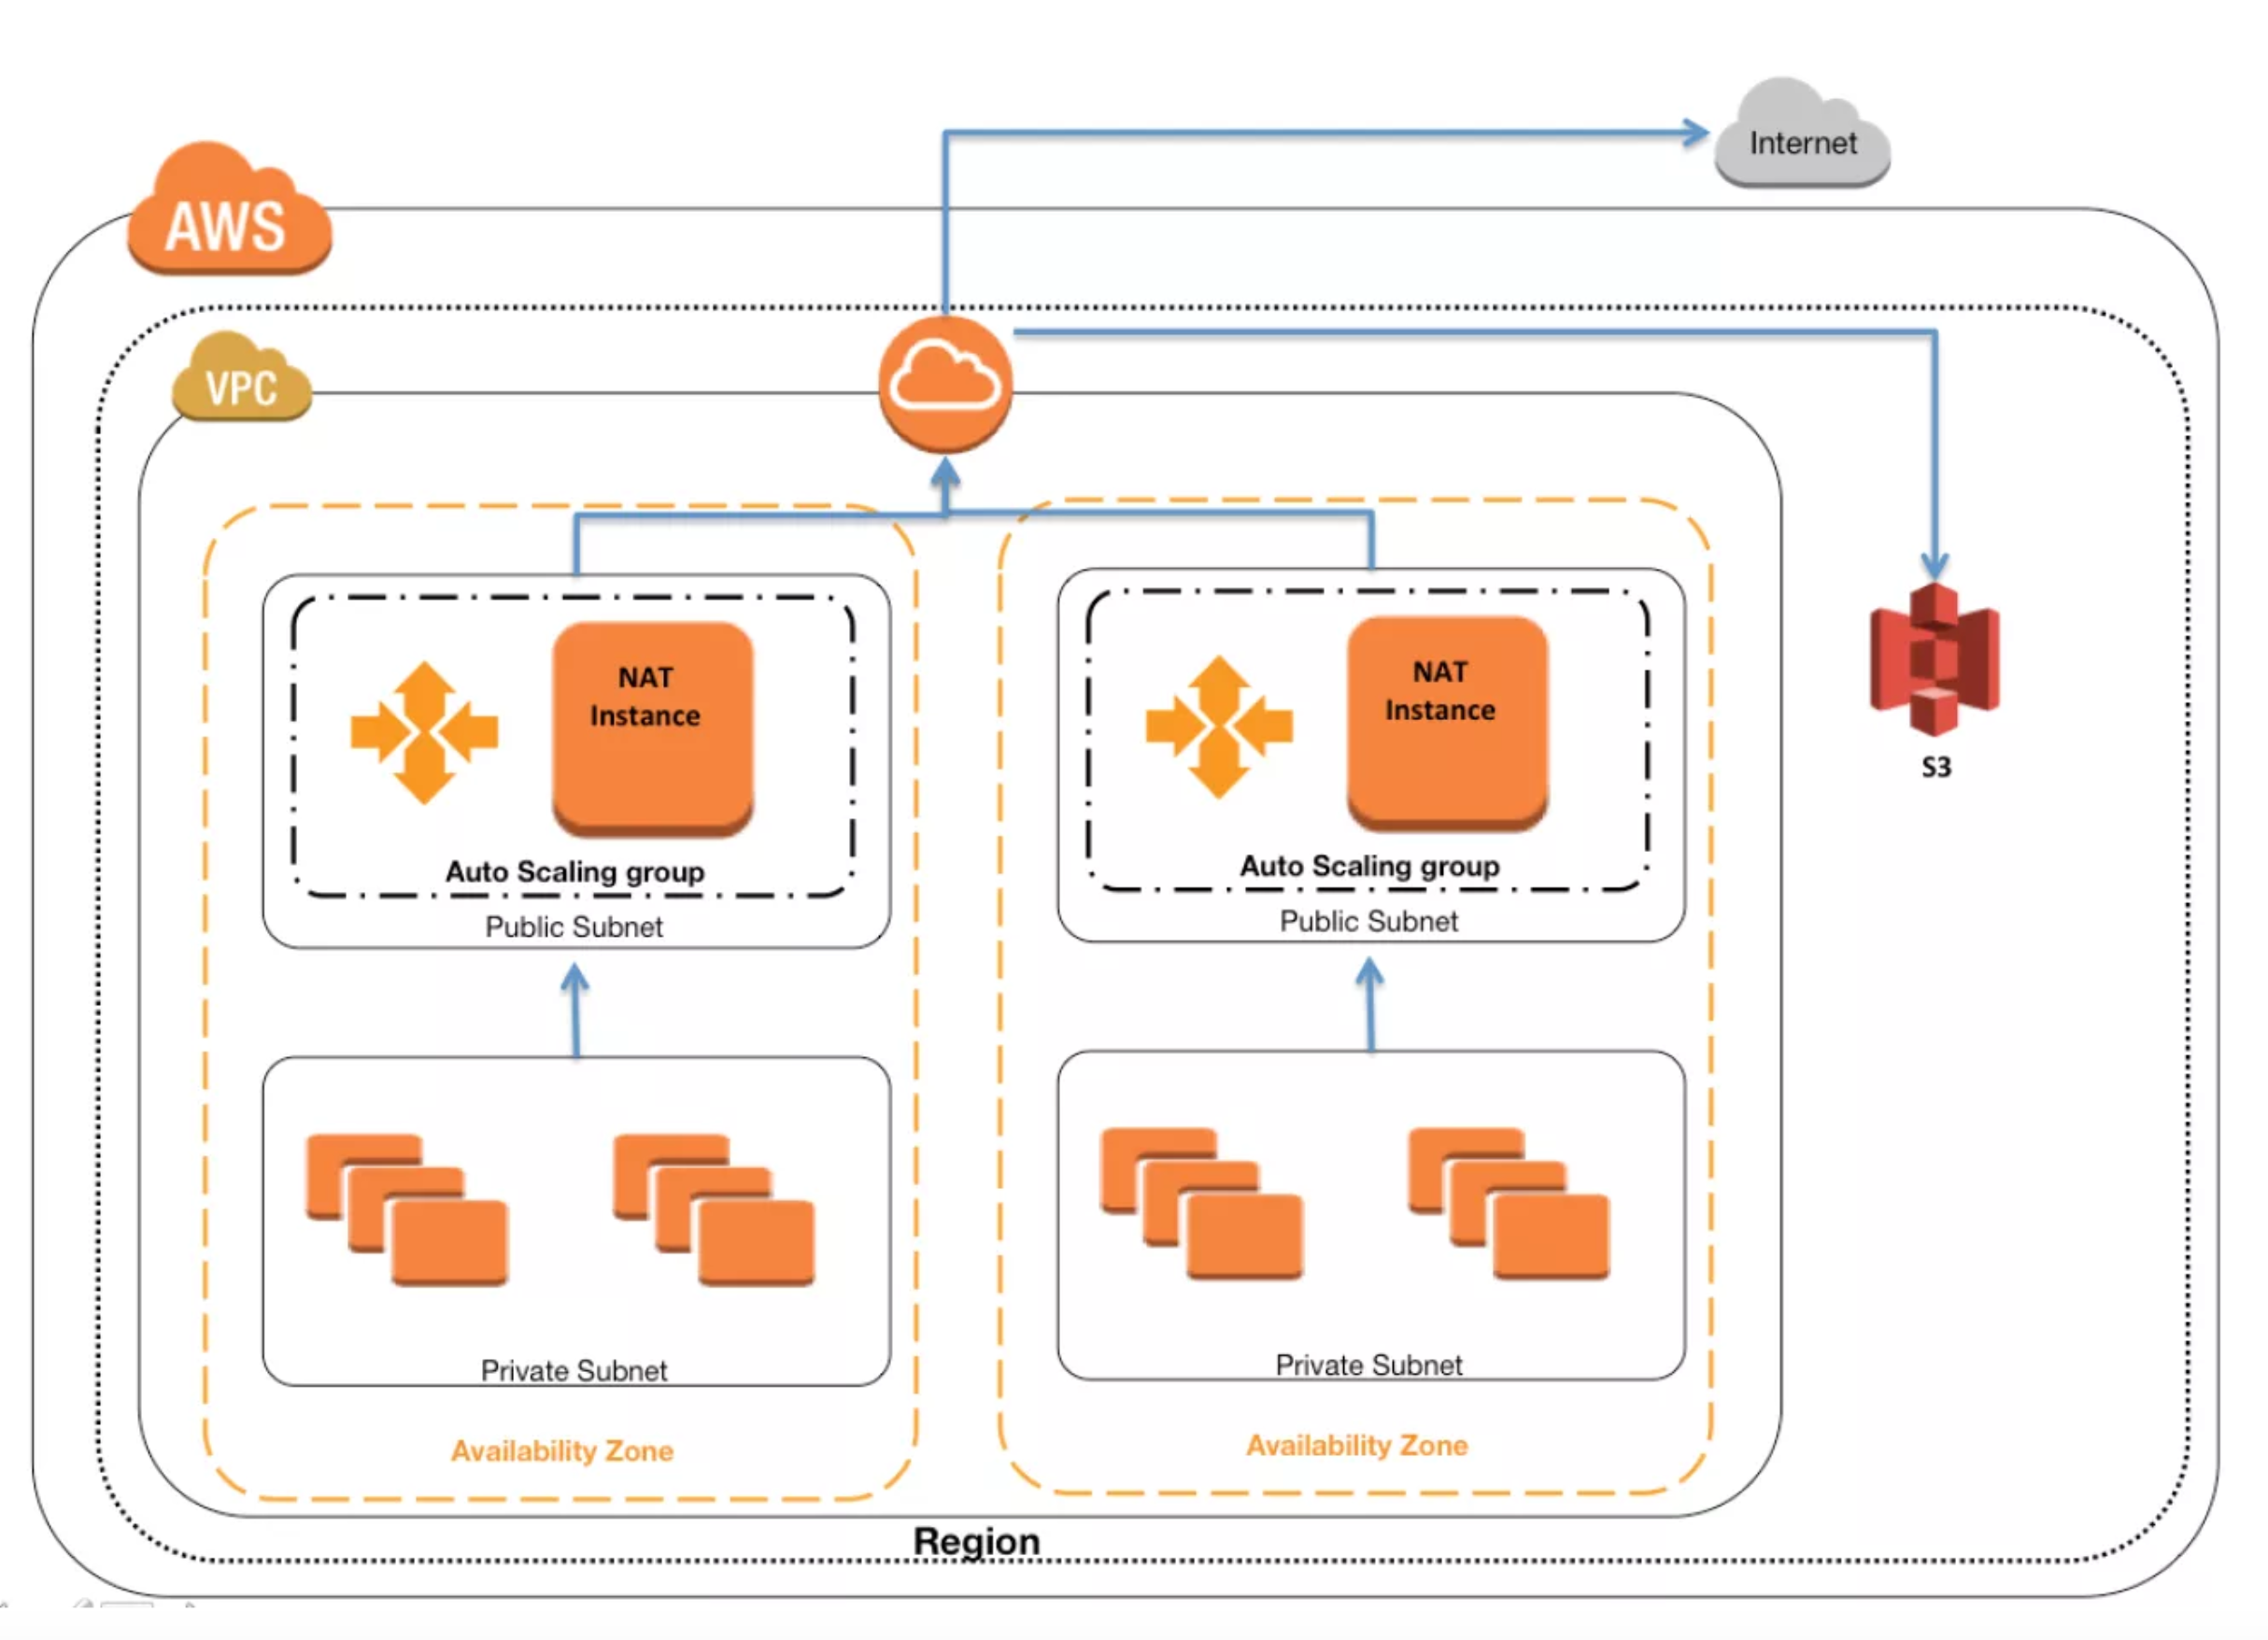 Internet
AWS
VPC
NAT
Instance
Auto Scaling group
Public Subnet
NAT
Instance
Auto Scaling group
Public Subnet
S3
Private Subnet
Private Subnet
Availability Zone
Availability Zone
Region